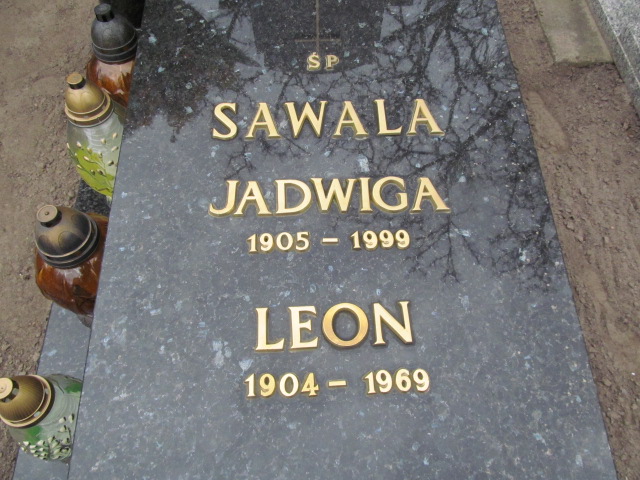 ŚP
SAWALA
JADWIGA
1905 – 1999
LEON
1904 – 1969